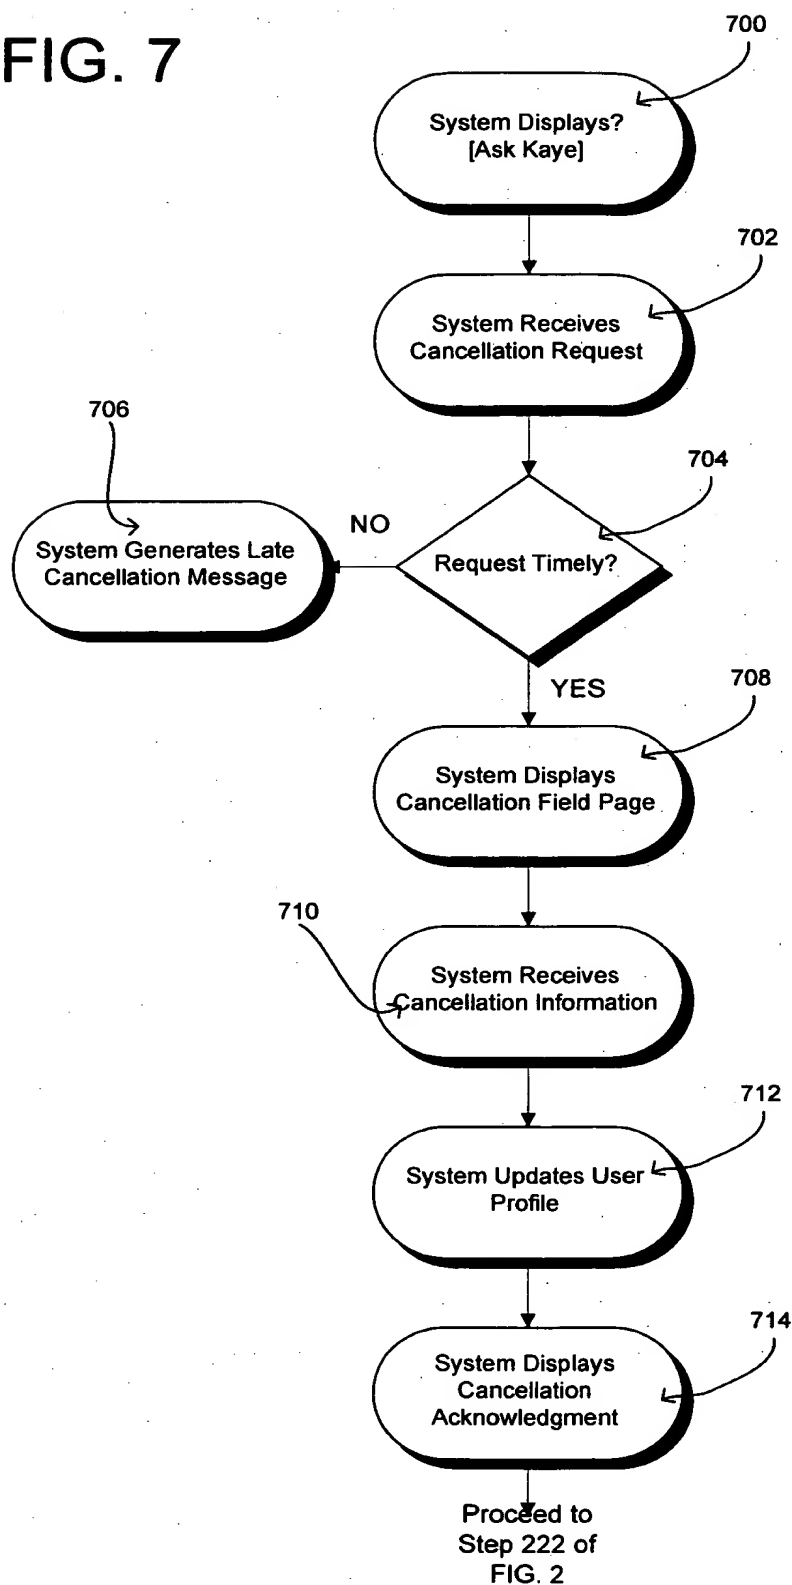 FIG. 7
700
System Displays?
[Ask Kaye]
702
System Receives
Cancellation Request
704
Request Timely?
NO
706
System Generates Late
Cancellation Message
YES
708
System Displays
Cancellation Field Page
710
System Receives
Cancellation Information
712
System Updates User
Profile
714
System Displays
Cancellation
Acknowledgment
Proceed to
Step 222 of
FIG. 2